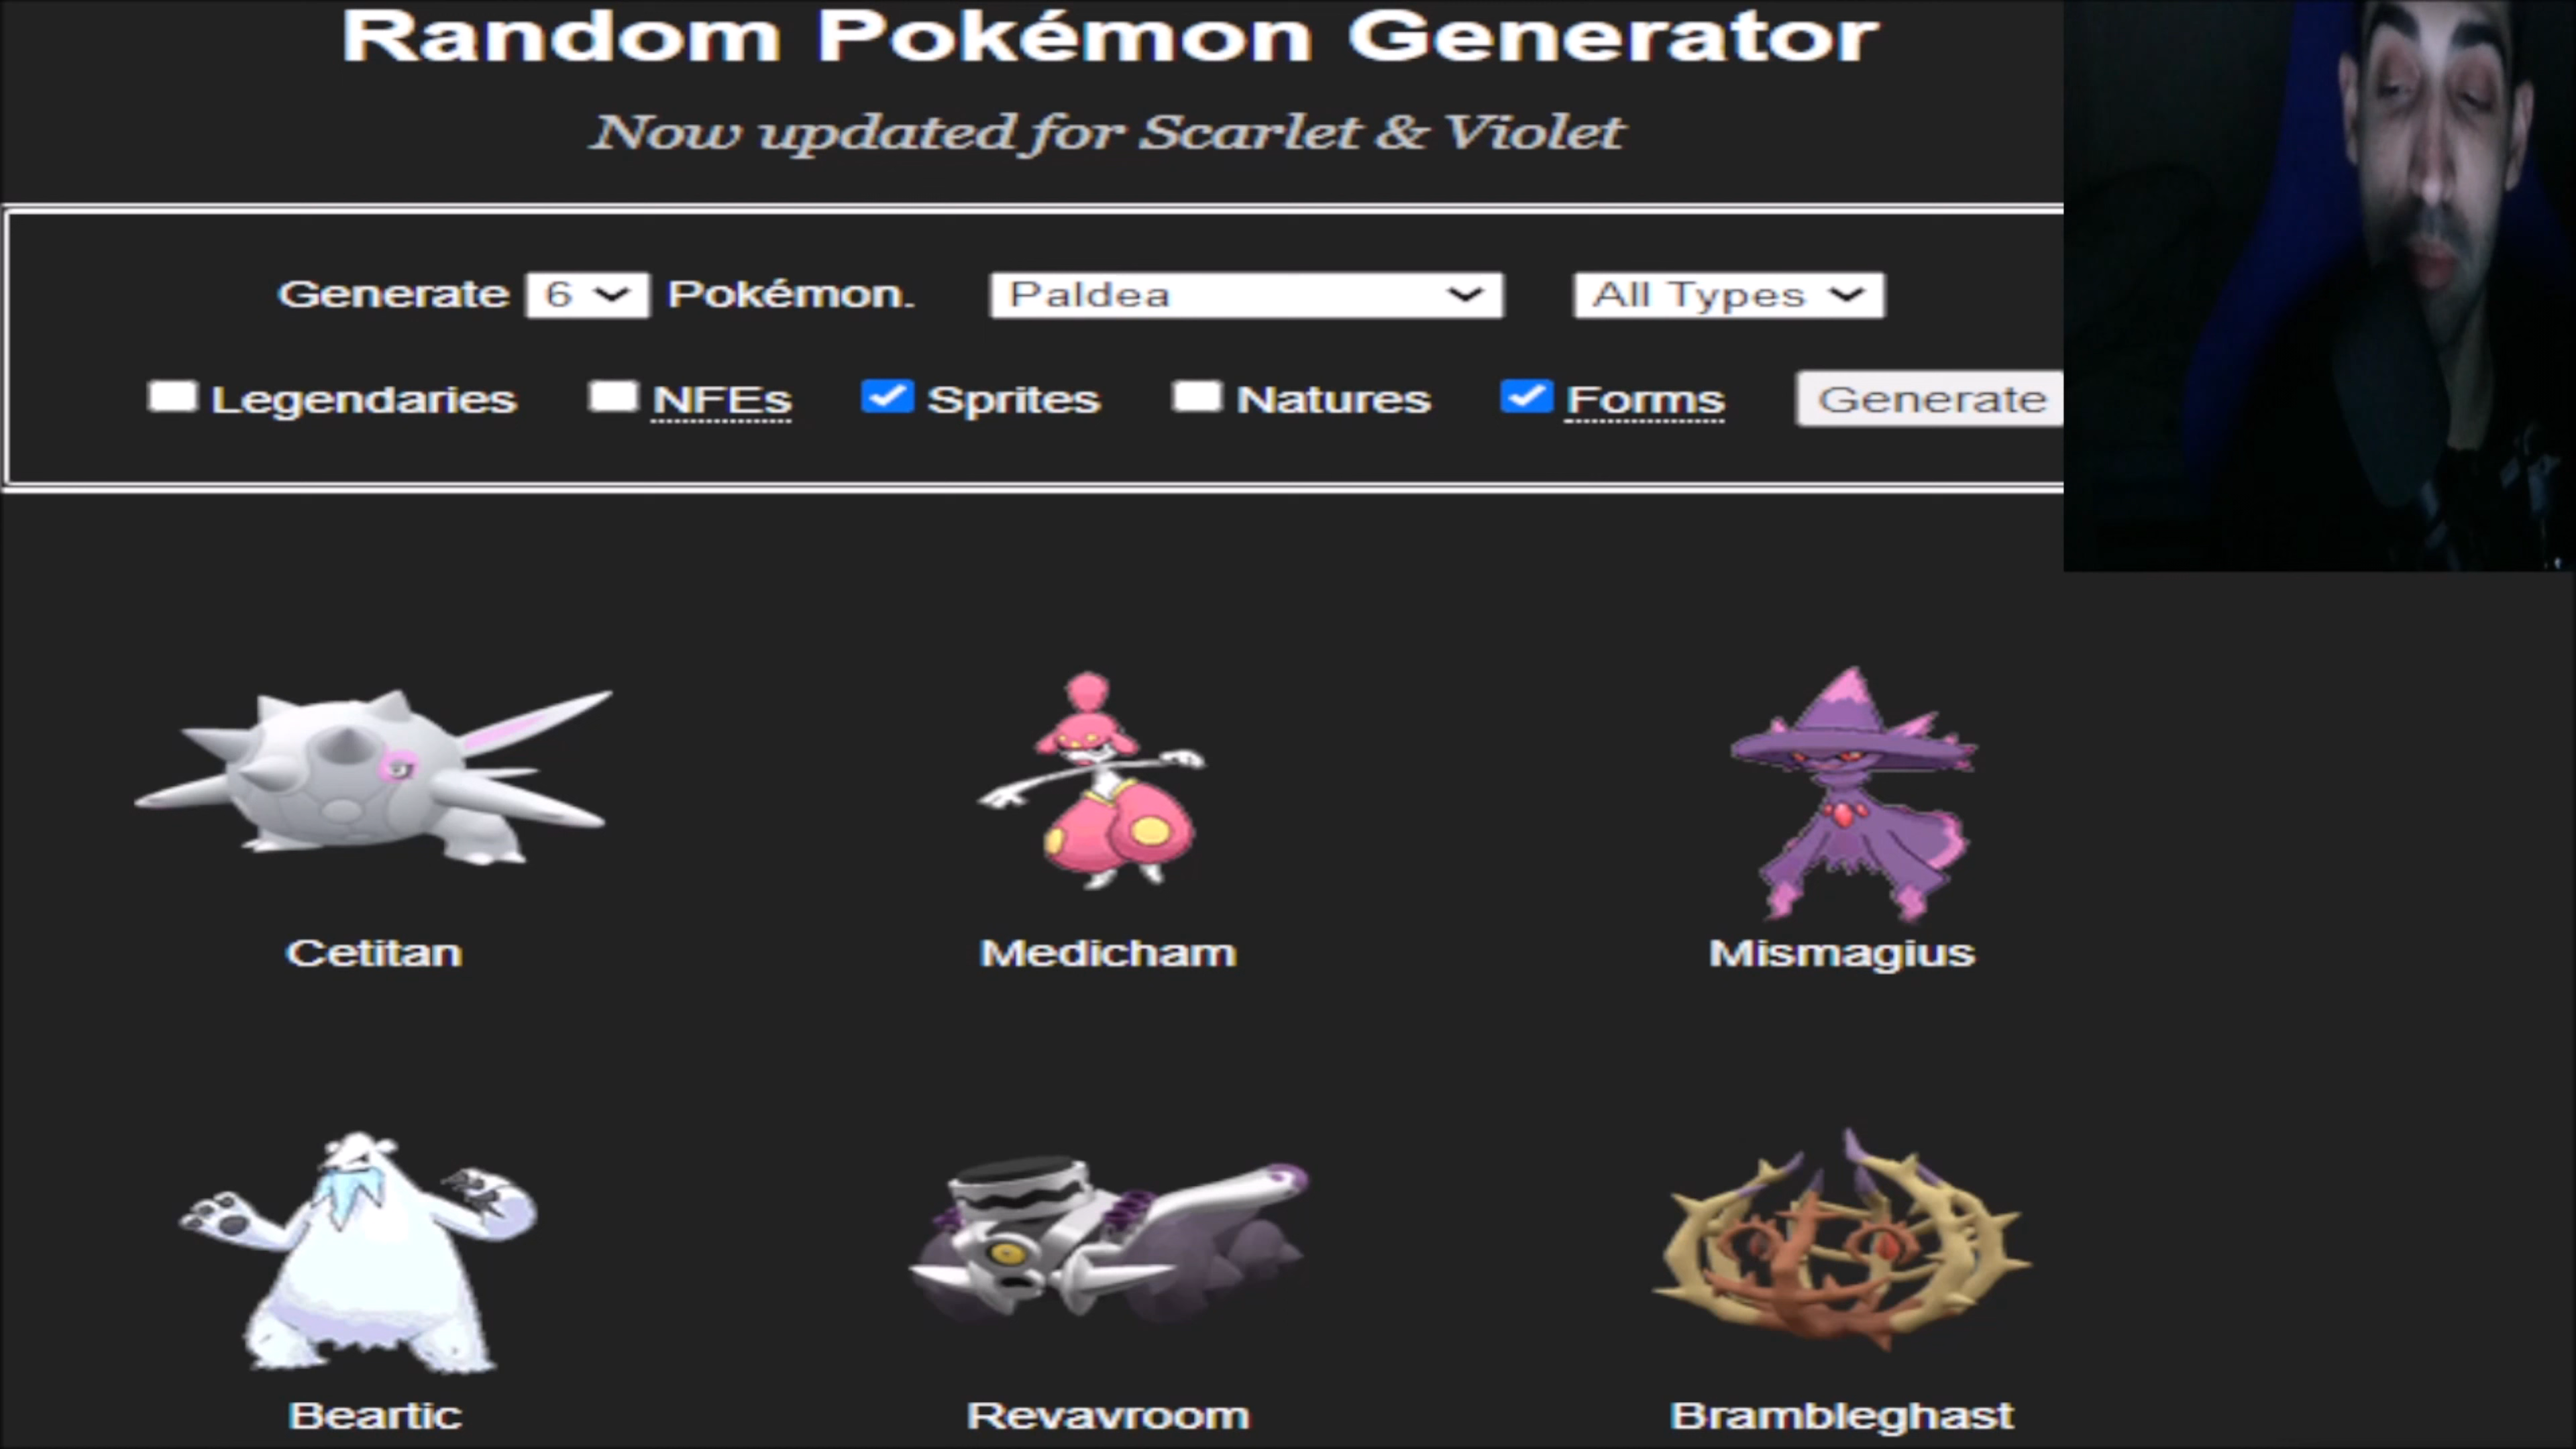 Random Pokémon Generator
Now updated for Scarlet & Violet
Generate 6 Pokémon. Paldea All Types
Legendaries NFEs Sprites Natures Forms Generate
Cetitan Medicham Mismagius
Beartic Revavroom Brambleghast